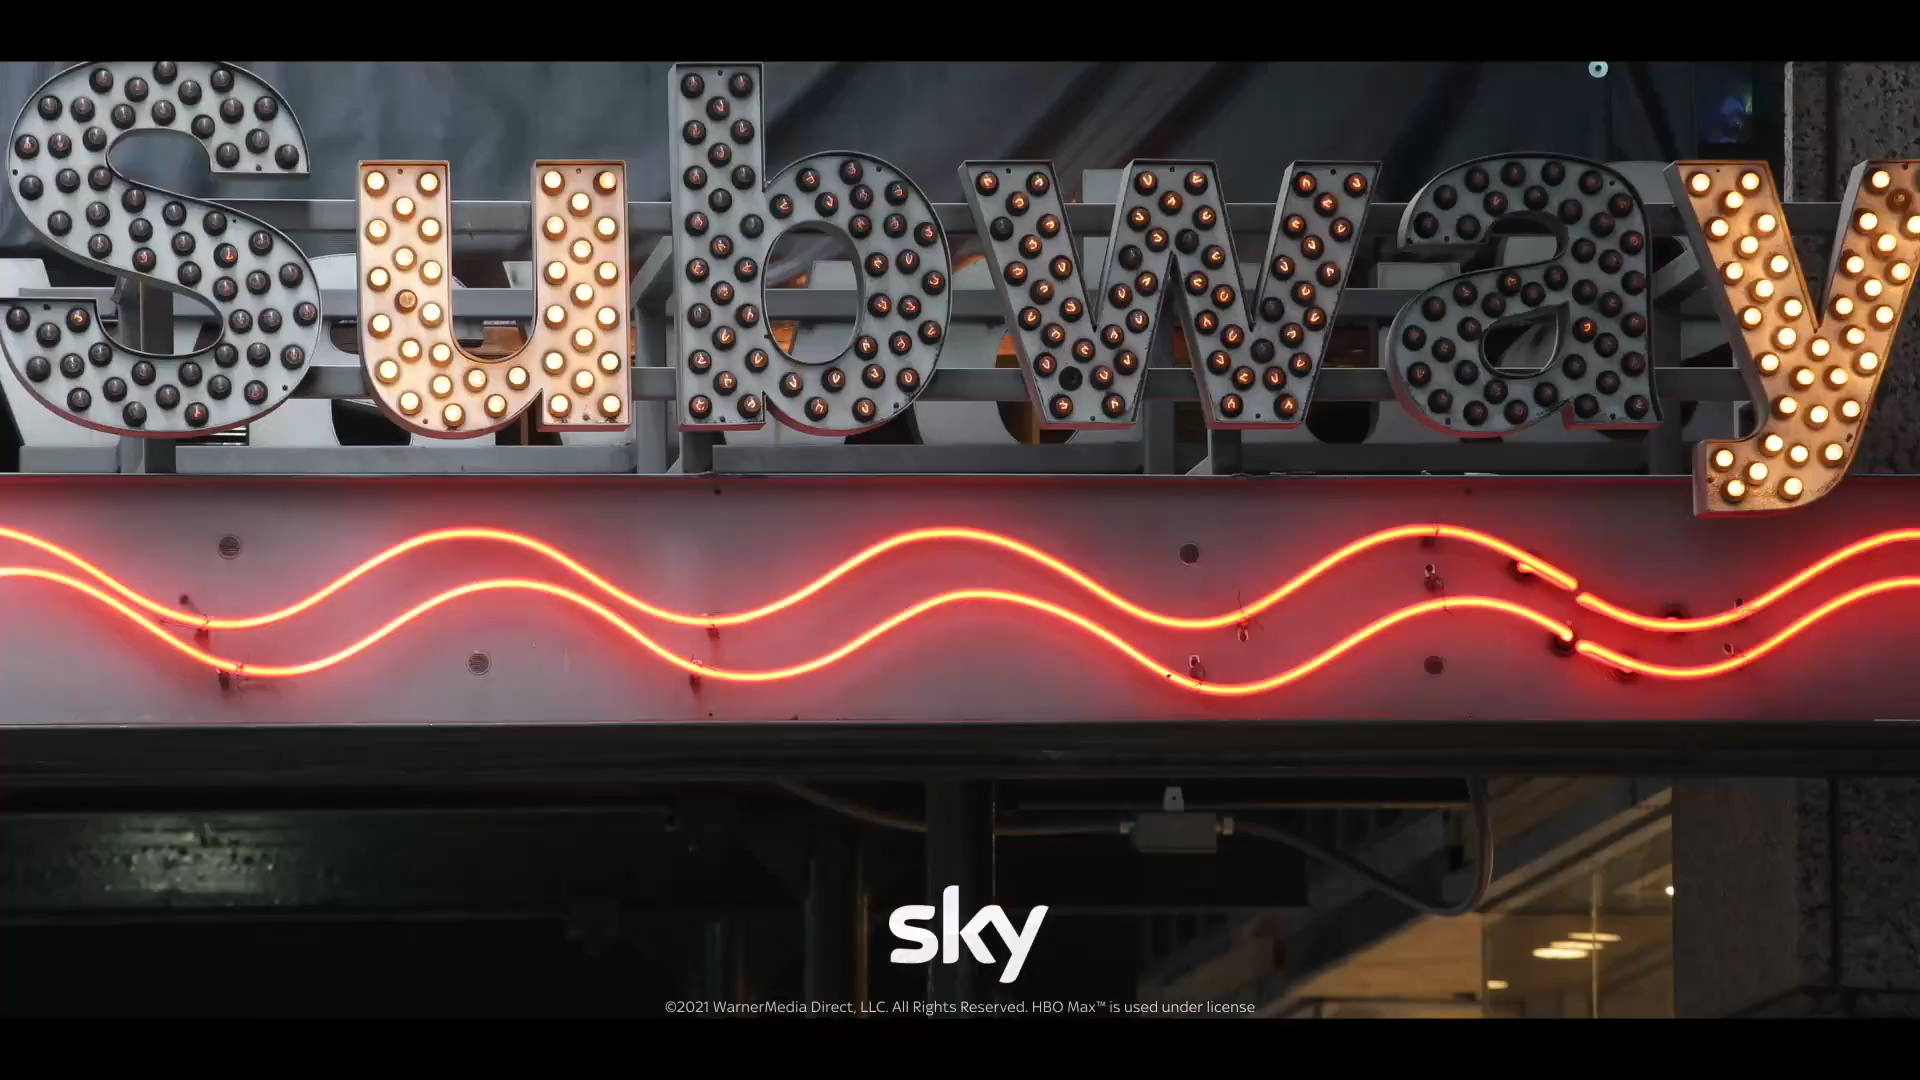 Subway
sky
©2021 WarnerMedia Direct, LLC. All Rights Reserved. HBO Max™ is used under license